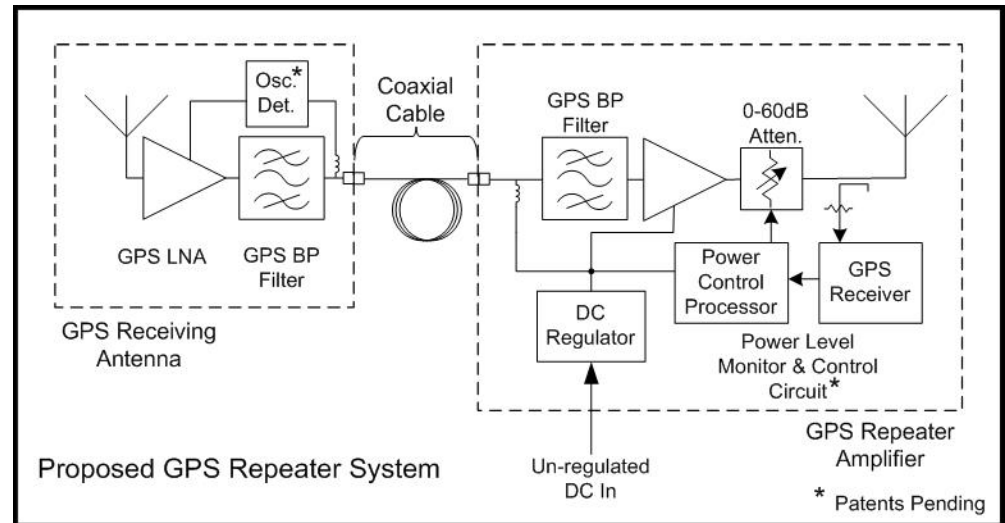 Osc.*
Det.
GPS LNA
GPS BP
Filter
GPS Receiving
Antenna
Coaxial
Cable
GPS BP
Filter
0-60dB
Atten.
Power
Control
Processor
GPS
Receiver
DC
Regulator
Power Level
Monitor & Control
Circuit*
GPS Repeater
Amplifier
Un-regulated
DC In
Proposed GPS Repeater System
* Patents Pending